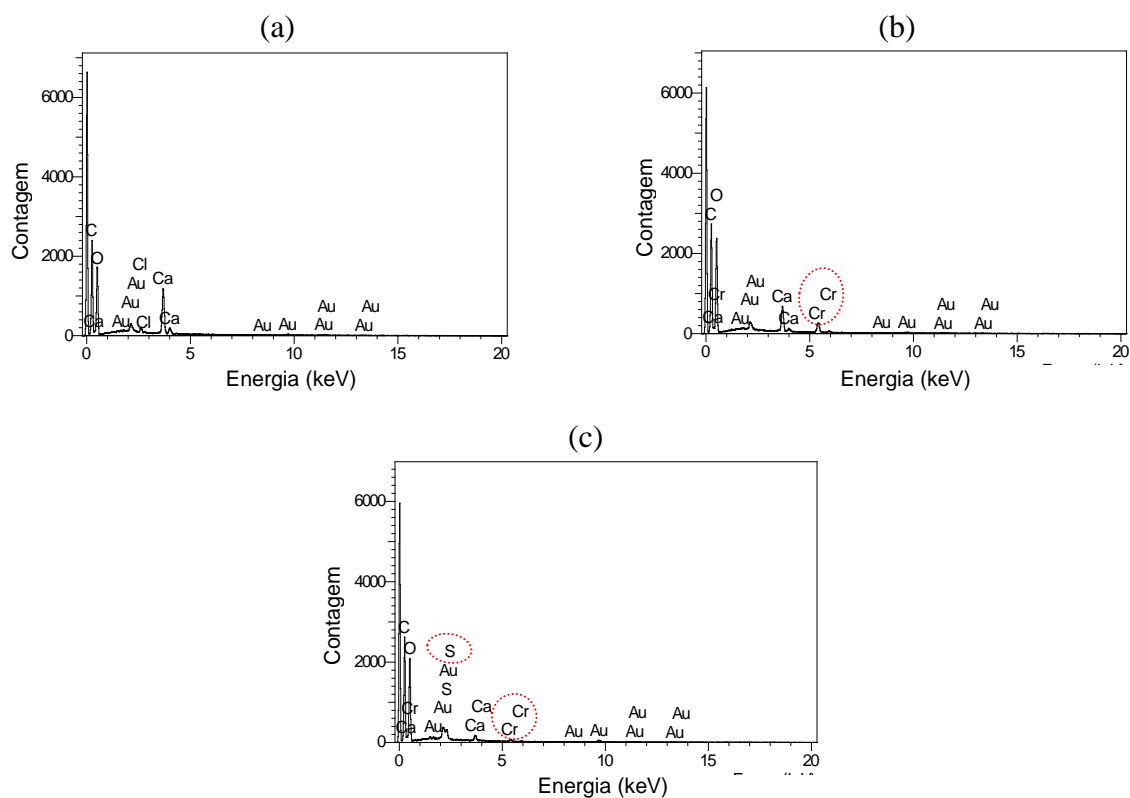 (a)
6000
4000
2000
0
Contagem
C
O
Ca
Au
Au
Au
Cl
Cl
Ca
Ca
Au
Au
Au
Au
Au
Au
0
5
10
15
20
Energia (keV)
(b)
6000
4000
2000
0
Contagem
O
C
Cr
Ca
Au
Au
Au
Ca
Ca
Cr
Cr
Au
Au
Au
Au
Au
Au
0
5
10
15
20
Energia (keV)
(c)
6000
4000
2000
0
Contagem
C
O
Cr
Ca
S
Au
S
Au
Au
Ca
Ca
Cr
Cr
Au
Au
Au
Au
Au
Au
0
5
10
15
20
Energia (keV)